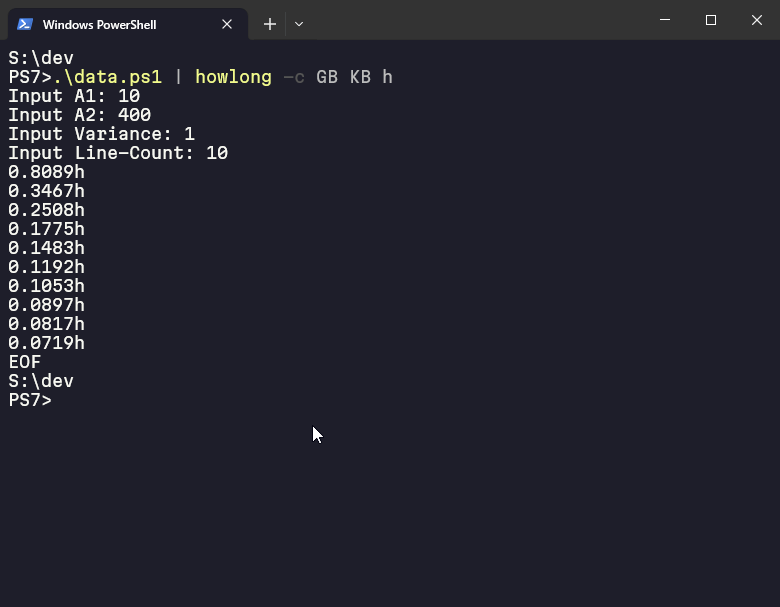 Windows PowerShell
S:\dev
PS7>.\data.ps1 | howlong -c GB KB h
Input A1: 10
Input A2: 400
Input Variance: 1
Input Line-Count: 10
0.8089h
0.3467h
0.2508h
0.1775h
0.1483h
0.1192h
0.1053h
0.0897h
0.0817h
0.0719h
EOF
S:\dev
PS7>